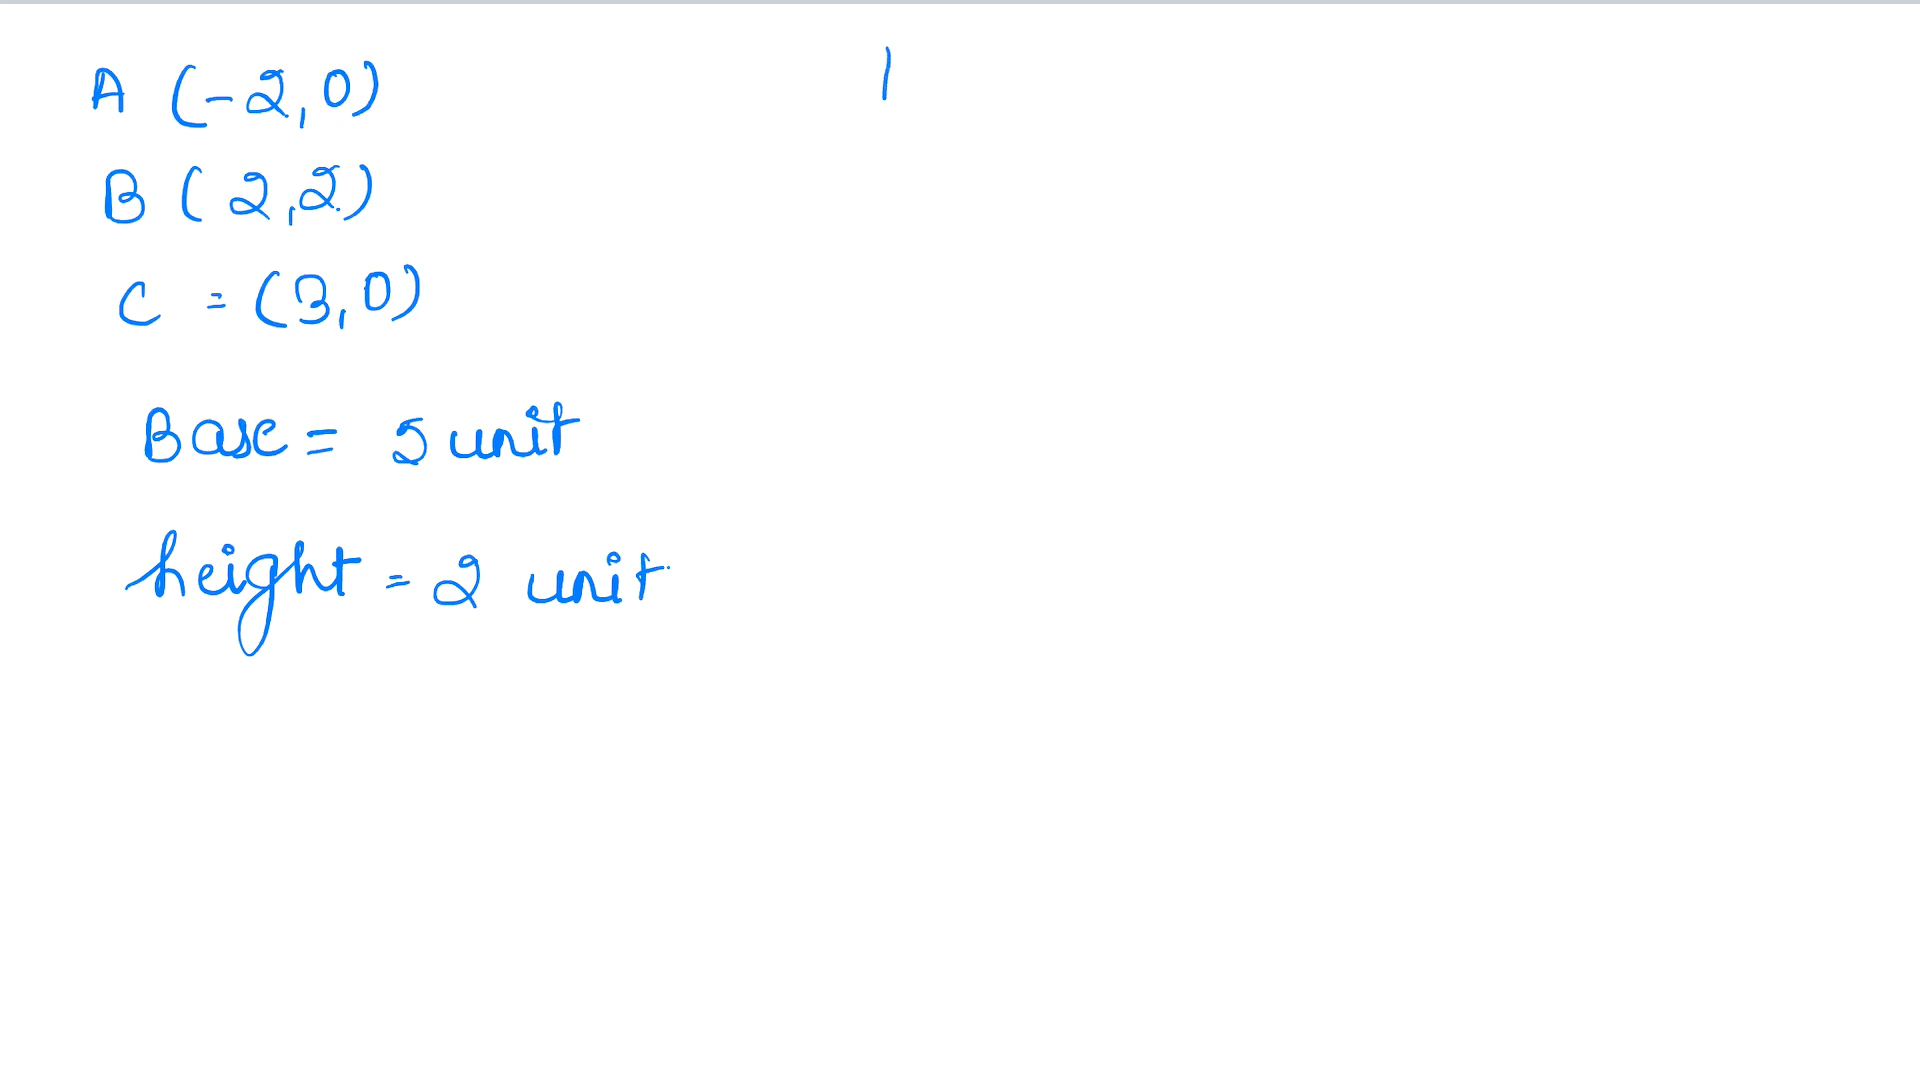 A (-2,0)
B (2,2)
C = (3,0)
Base = 5 unit
height = 2 unit